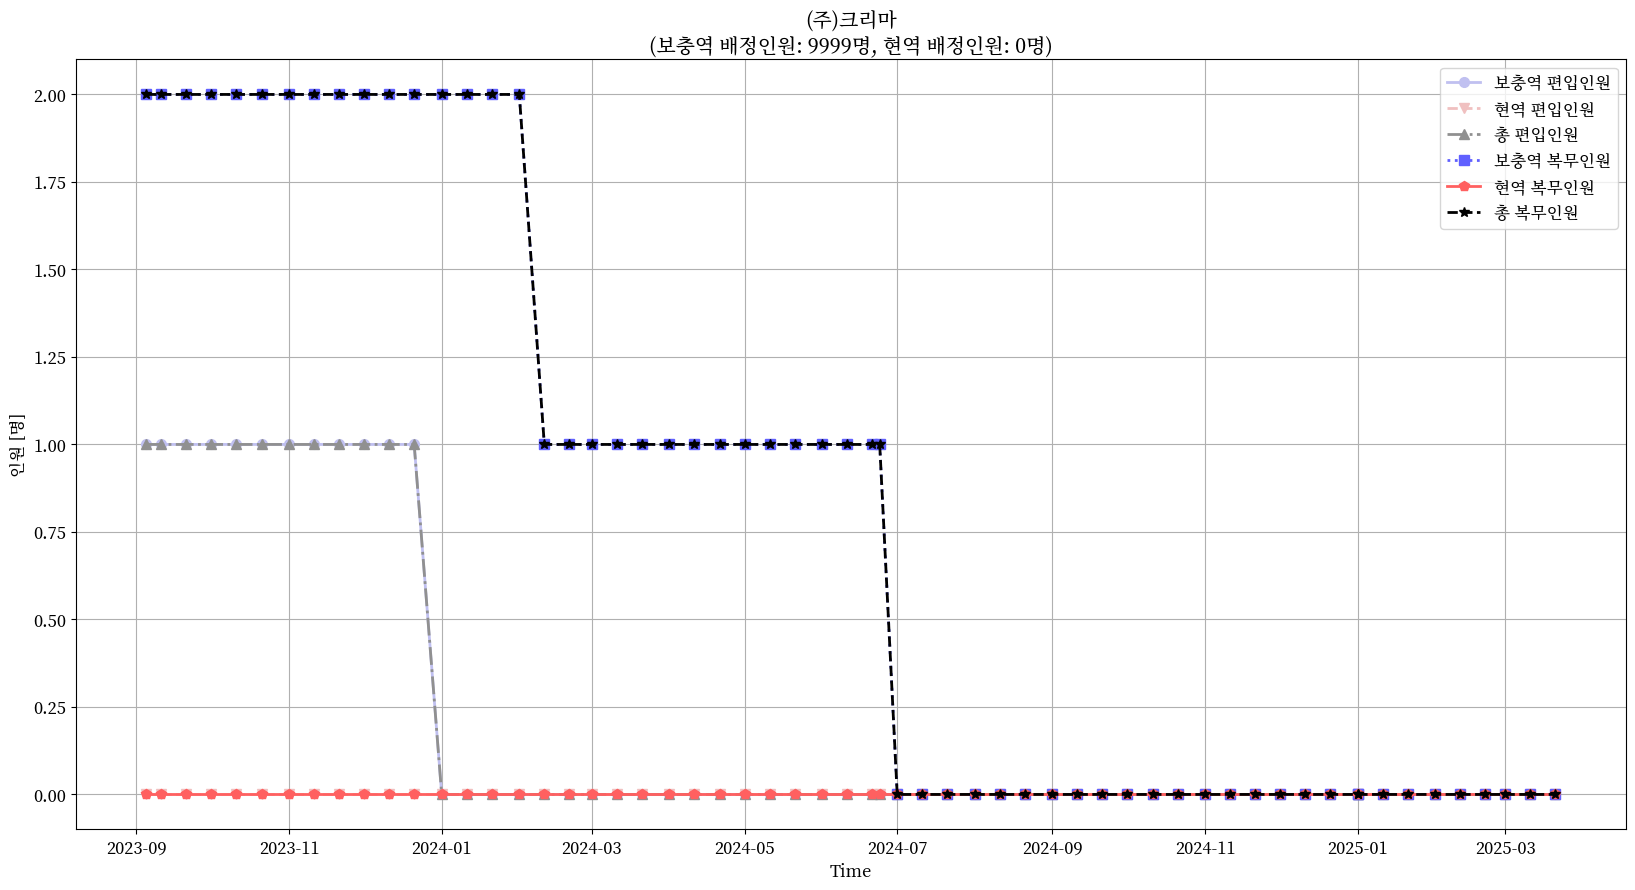 (주)크리마
(보충역 배정인원: 9999명, 현역 배정인원: 0명)
보충역 편입인원
현역 편입인원
총 편입인원
보충역 복무인원
현역 복무인원
총 복무인원
인원 [명]
2.00
1.75
1.50
1.25
1.00
0.75
0.50
0.25
0.00
2023-09 2023-11 2024-01 2024-03 2024-05 2024-07 2024-09 2024-11 2025-01 2025-03
Time